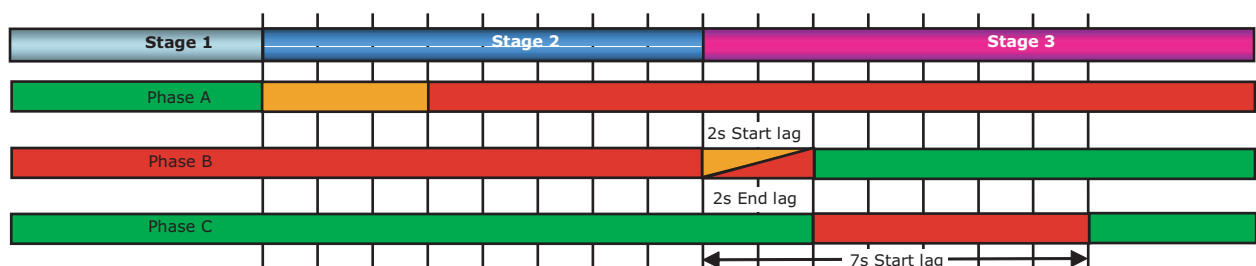 Stage 1
Stage 2
Stage 3
Phase A
2s Start lag
Phase B
2s End lag
Phase C
7s Start lag